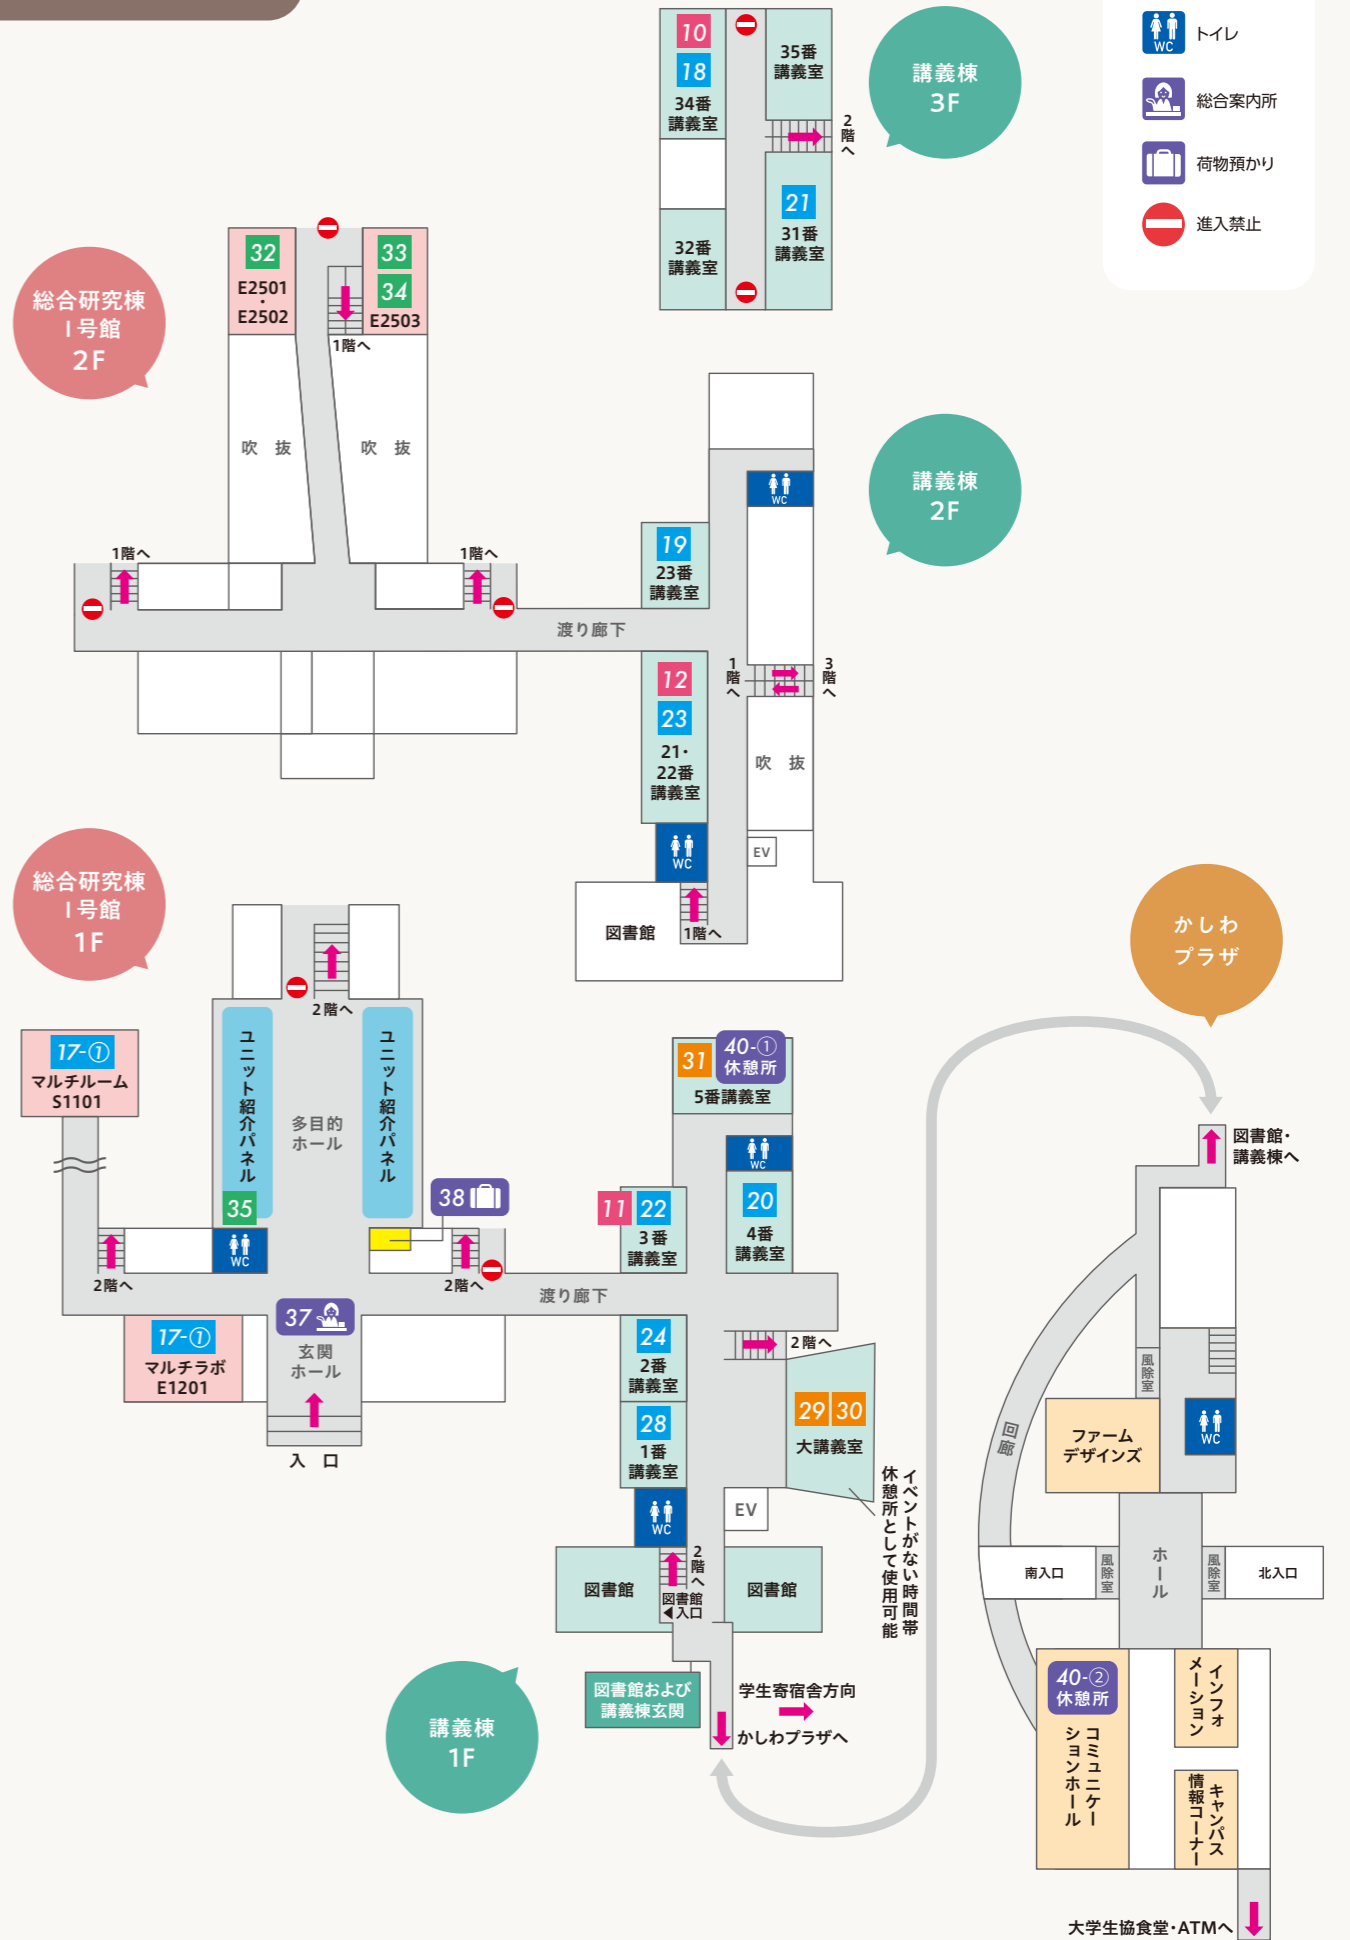 WC
トイレ
総合案内所
荷物預かり
進入禁止
10
18
34番
講義室
35番
講義室
2階へ
32番
講義室
21
31番
講義室
講義棟
3F
総合研究棟
I号館
2F
32
E2501
・
E2502
33
34
E2503
1階へ
吹 抜
吹 抜
1階へ
1階へ
渡り廊下
講義棟
2F
WC
19
23番
講義室
12
23
21・
22番
講義室
1階へ
3階へ
吹 抜
WC
EV
図書館
1階へ
総合研究棟
I号館
1F
2階へ
17-①
マルチルーム
S1101
ユニット紹介パネル
多目的
ホール
ユニット紹介パネル
35
WC
38
2階へ
2階へ
渡り廊下
17-①
マルチラボ
E1201
37
玄関
ホール
入 口
31
40-①
休憩所
5番講義室
WC
11
22
3番
講義室
20
4番
講義室
24
2番
講義室
2階へ
28
1番
講義室
29
30
大講義室
イベントがない時間帯
休憩所として使用可能
WC
EV
2階へ
図書館
図書館
◀入口
図書館
図書館および
講義棟玄関
学生寄宿舎方向
かしわプラザへ
講義棟
1F
かしわ
プラザ
図書館・
講義棟へ
回廊
風除室
ファーム
デザインズ
WC
ホール
南入口
風除室
風除室
北入口
40-②
休憩所
コミュニケー
ションホール
インフォ
メーション
キャンパス
情報コーナー
大学生協食堂・ATMへ